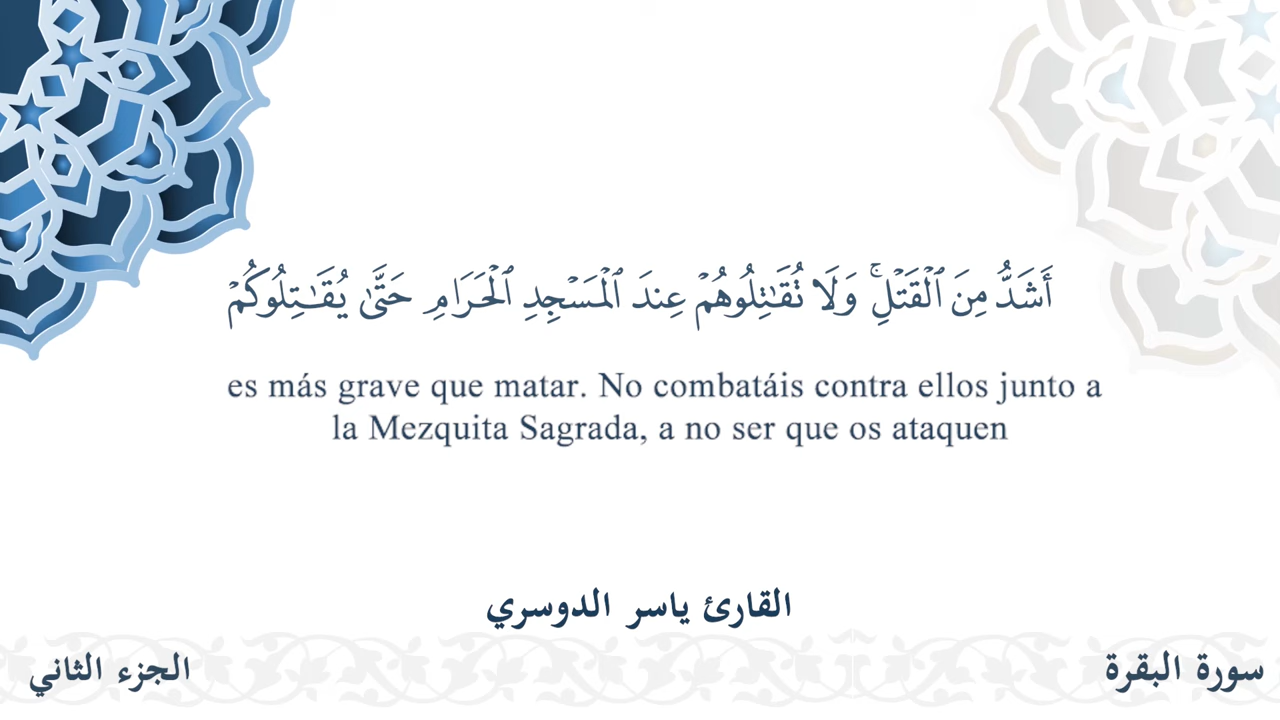 أَشَدُّ مِنَ ٱلْقَتْلِۚ وَلَا تُقَٰتِلُوهُمْ عِندَ ٱلْمَسْجِدِ ٱلْحَرَامِ حَتَّىٰ يُقَٰتِلُوكُمْ
es más grave que matar. No combatáis contra ellos junto a
la Mezquita Sagrada, a no ser que os ataquen
القارئ ياسر الدوسري
سورة البقرة
الجزء الثاني